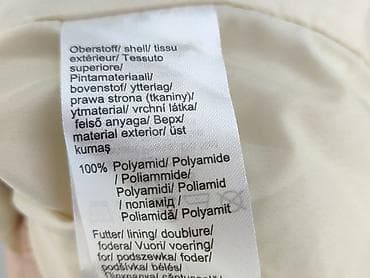 Oberstoff/ shell/ tissu
extérieur/ Tessuto
superiore/
Pintamateriaali/
bovenstof/ ytterlag/
prawa strona (tkaniny)/
ytmaterial/ vrchní látka/
felső anyaga/ Верх/
material exterior/ üst
kumaş
100% Polyamid/ Polyamide
/ Poliammide/
Polyamidi/ Poliamid
/ поліамід /
Poliamidă/ Polyamit
Futter/ lining/ doublure/
fodera/ Vuori/ voering/
for/ podszewka/ foder/
podšívka/ bélés/